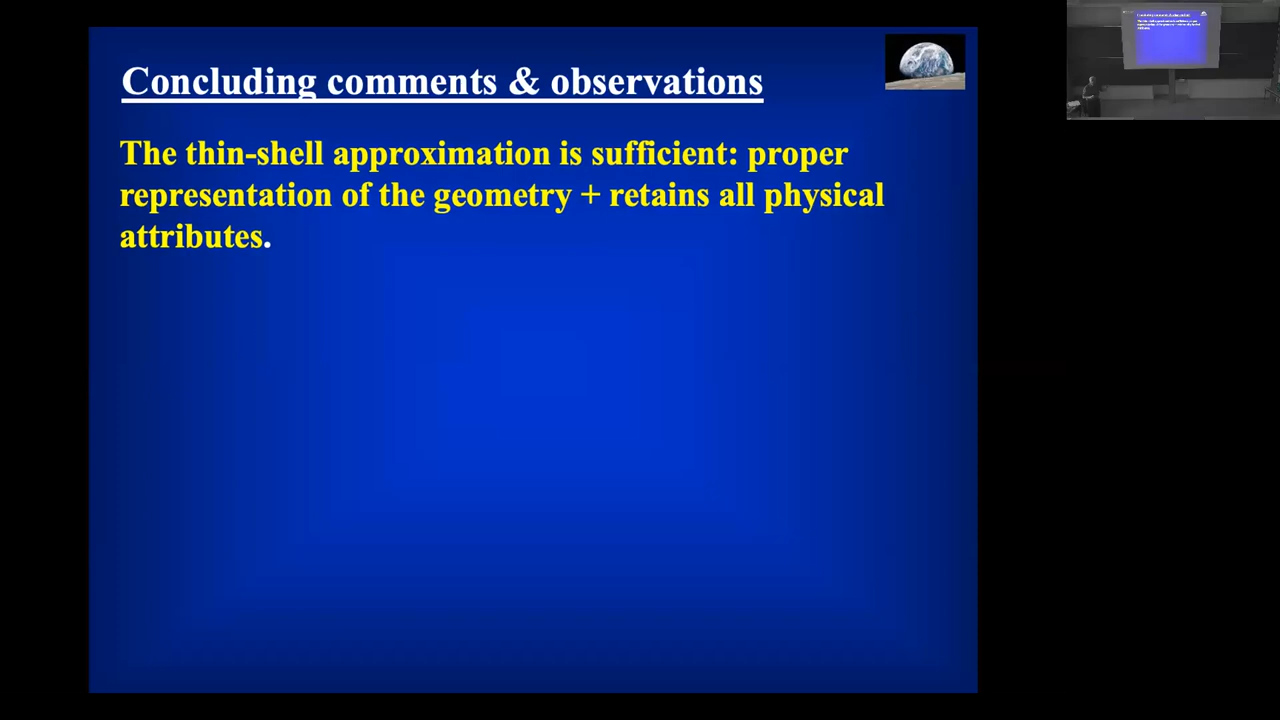 Concluding comments & observations
The thin-shell approximation is sufficient: proper
representation of the geometry + retains all physical
attributes.